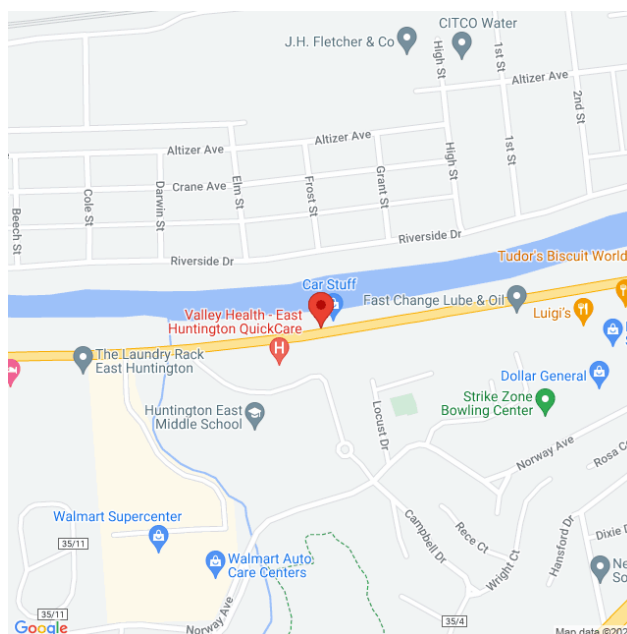 CITCO Water
J.H. Fletcher & Co
High St
1st St
2nd St
Altizer Ave
Altizer Ave
Altizer Ave
Crane Ave
Beech St
Cole St
Darwin St
Elm St
Frost St
Grant St
High St
1st St
Riverside Dr
Riverside Dr
Tudor's Biscuit World
Car Stuff
Fast Change Lube & Oil
Valley Health - East
Huntington QuickCare
Luigi's
H
The Laundry Rack
East Huntington
Dollar General
Huntington East
Middle School
Locust Dr
Strike Zone
Bowling Center
Norway Ave
Rosa
Walmart Supercenter
Campbell Dr
Rece Ct
Wright Ct
Hansford Dr
Dixie
35/11
Walmart Auto
Care Centers
35/11
Norway Ave
35/4
Google
Map data